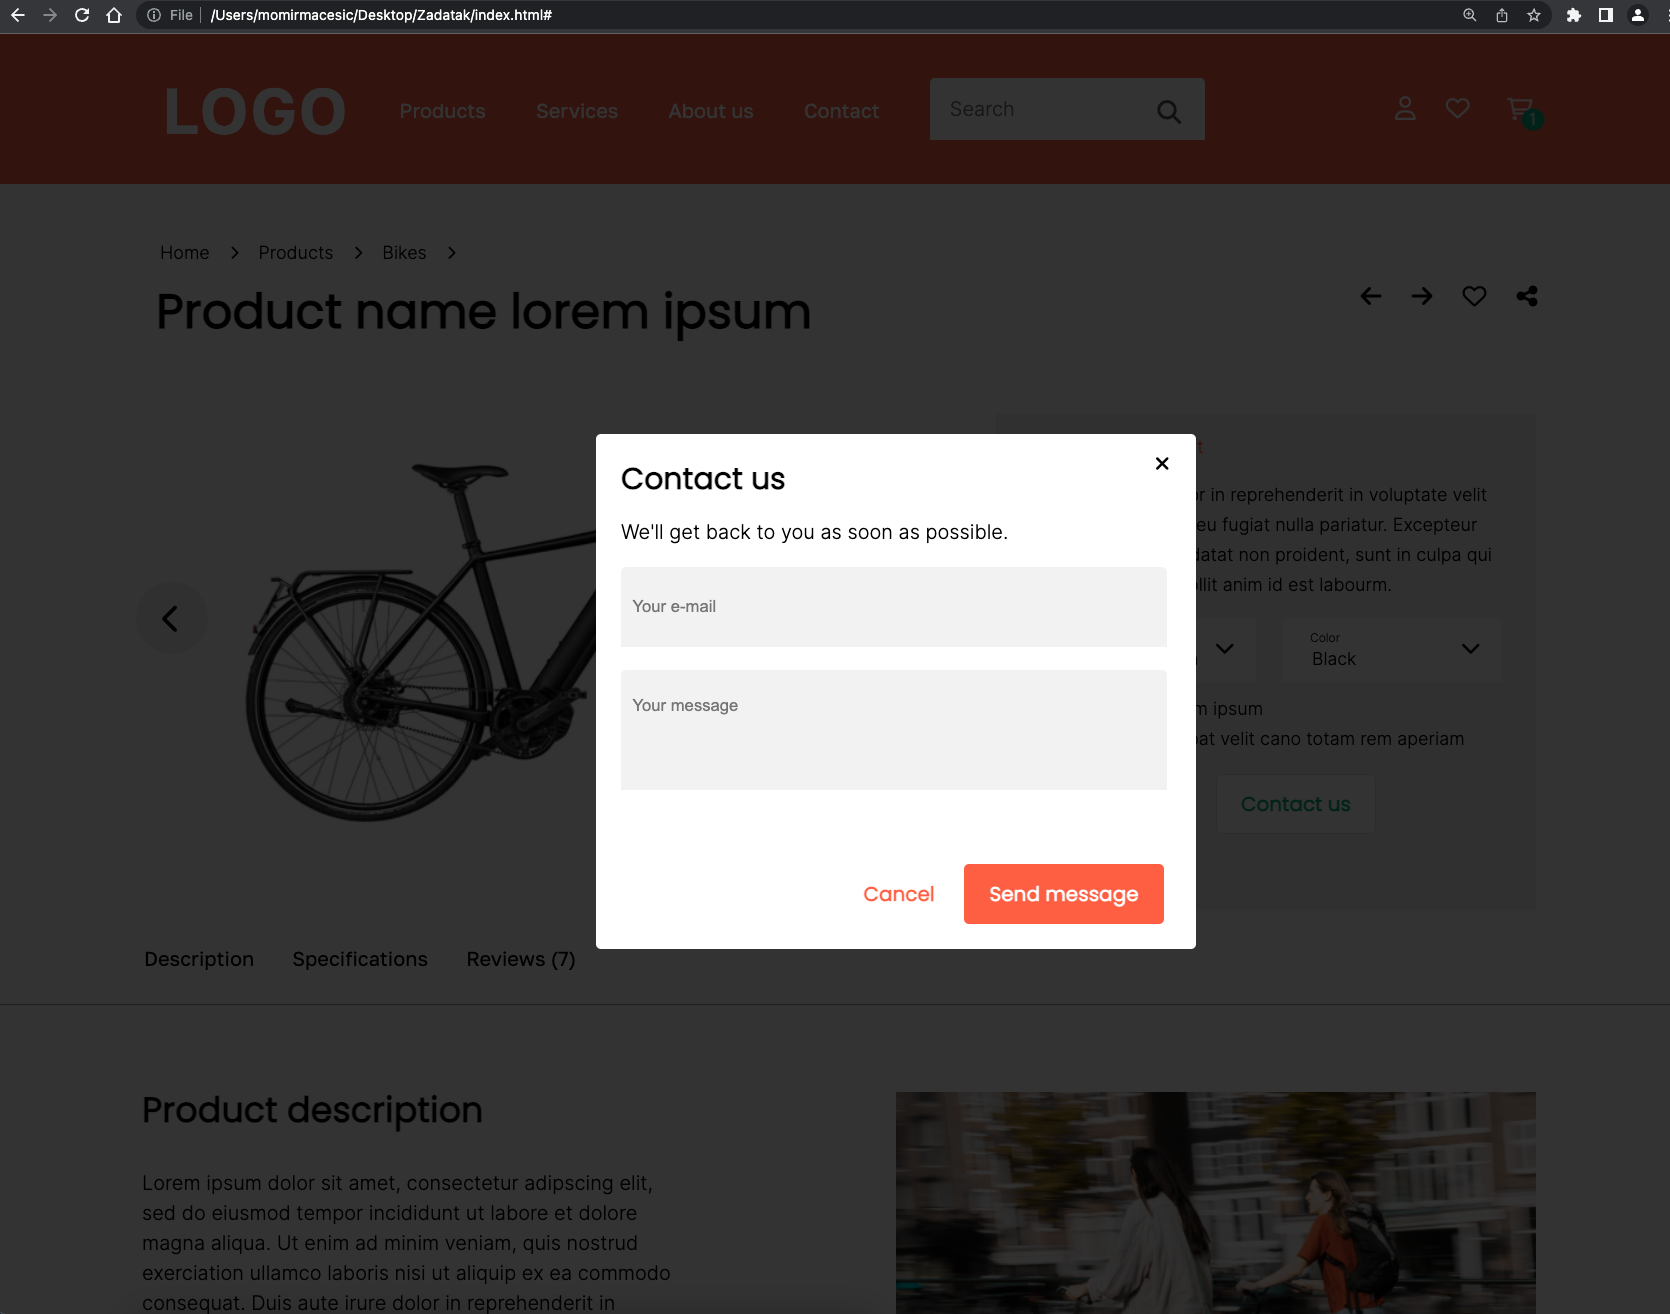 File
/Users/momirmacesic/Desktop/Zadatak/index.html#
LOGO
Products
Services
About us
Contact
Search
1
Home
Products
Bikes
Product name lorem ipsum
Contact us
We'll get back to you as soon as possible.
Your e-mail
Your message
Cancel
Send message
in reprehenderit in voluptate velit
eu fugiat nulla pariatur. Excepteur
non proident, sunt in culpa qui
anim id est labourm.
Color
Black
ipsum
velit cano totam rem aperiam
Contact us
Description
Specifications
Reviews (7)
Product description
Lorem ipsum dolor sit amet, consectetur adipscing elit,
sed do eiusmod tempor incididunt ut labore et dolore
magna aliqua. Ut enim ad minim veniam, quis nostrud
exerciation ullamco laboris nisi ut aliquip ex ea commodo
consequat. Duis aute irure dolor in reprehenderit in